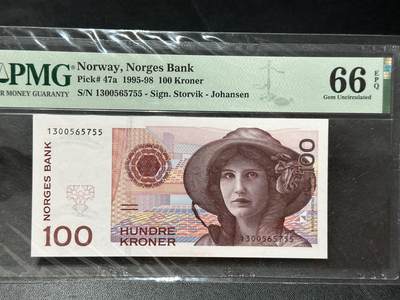 PMG
R MONEY GUARANTY
Norway, Norges Bank
Pick# 47a 1995-98 100 Kroner
S/N 1300565755 - Sign. Storvik - Johansen
66 EPQ
Gem Uncirculated
1300565755
NORGES BANK
100
100
HUNDRE
KRONER
1300565755